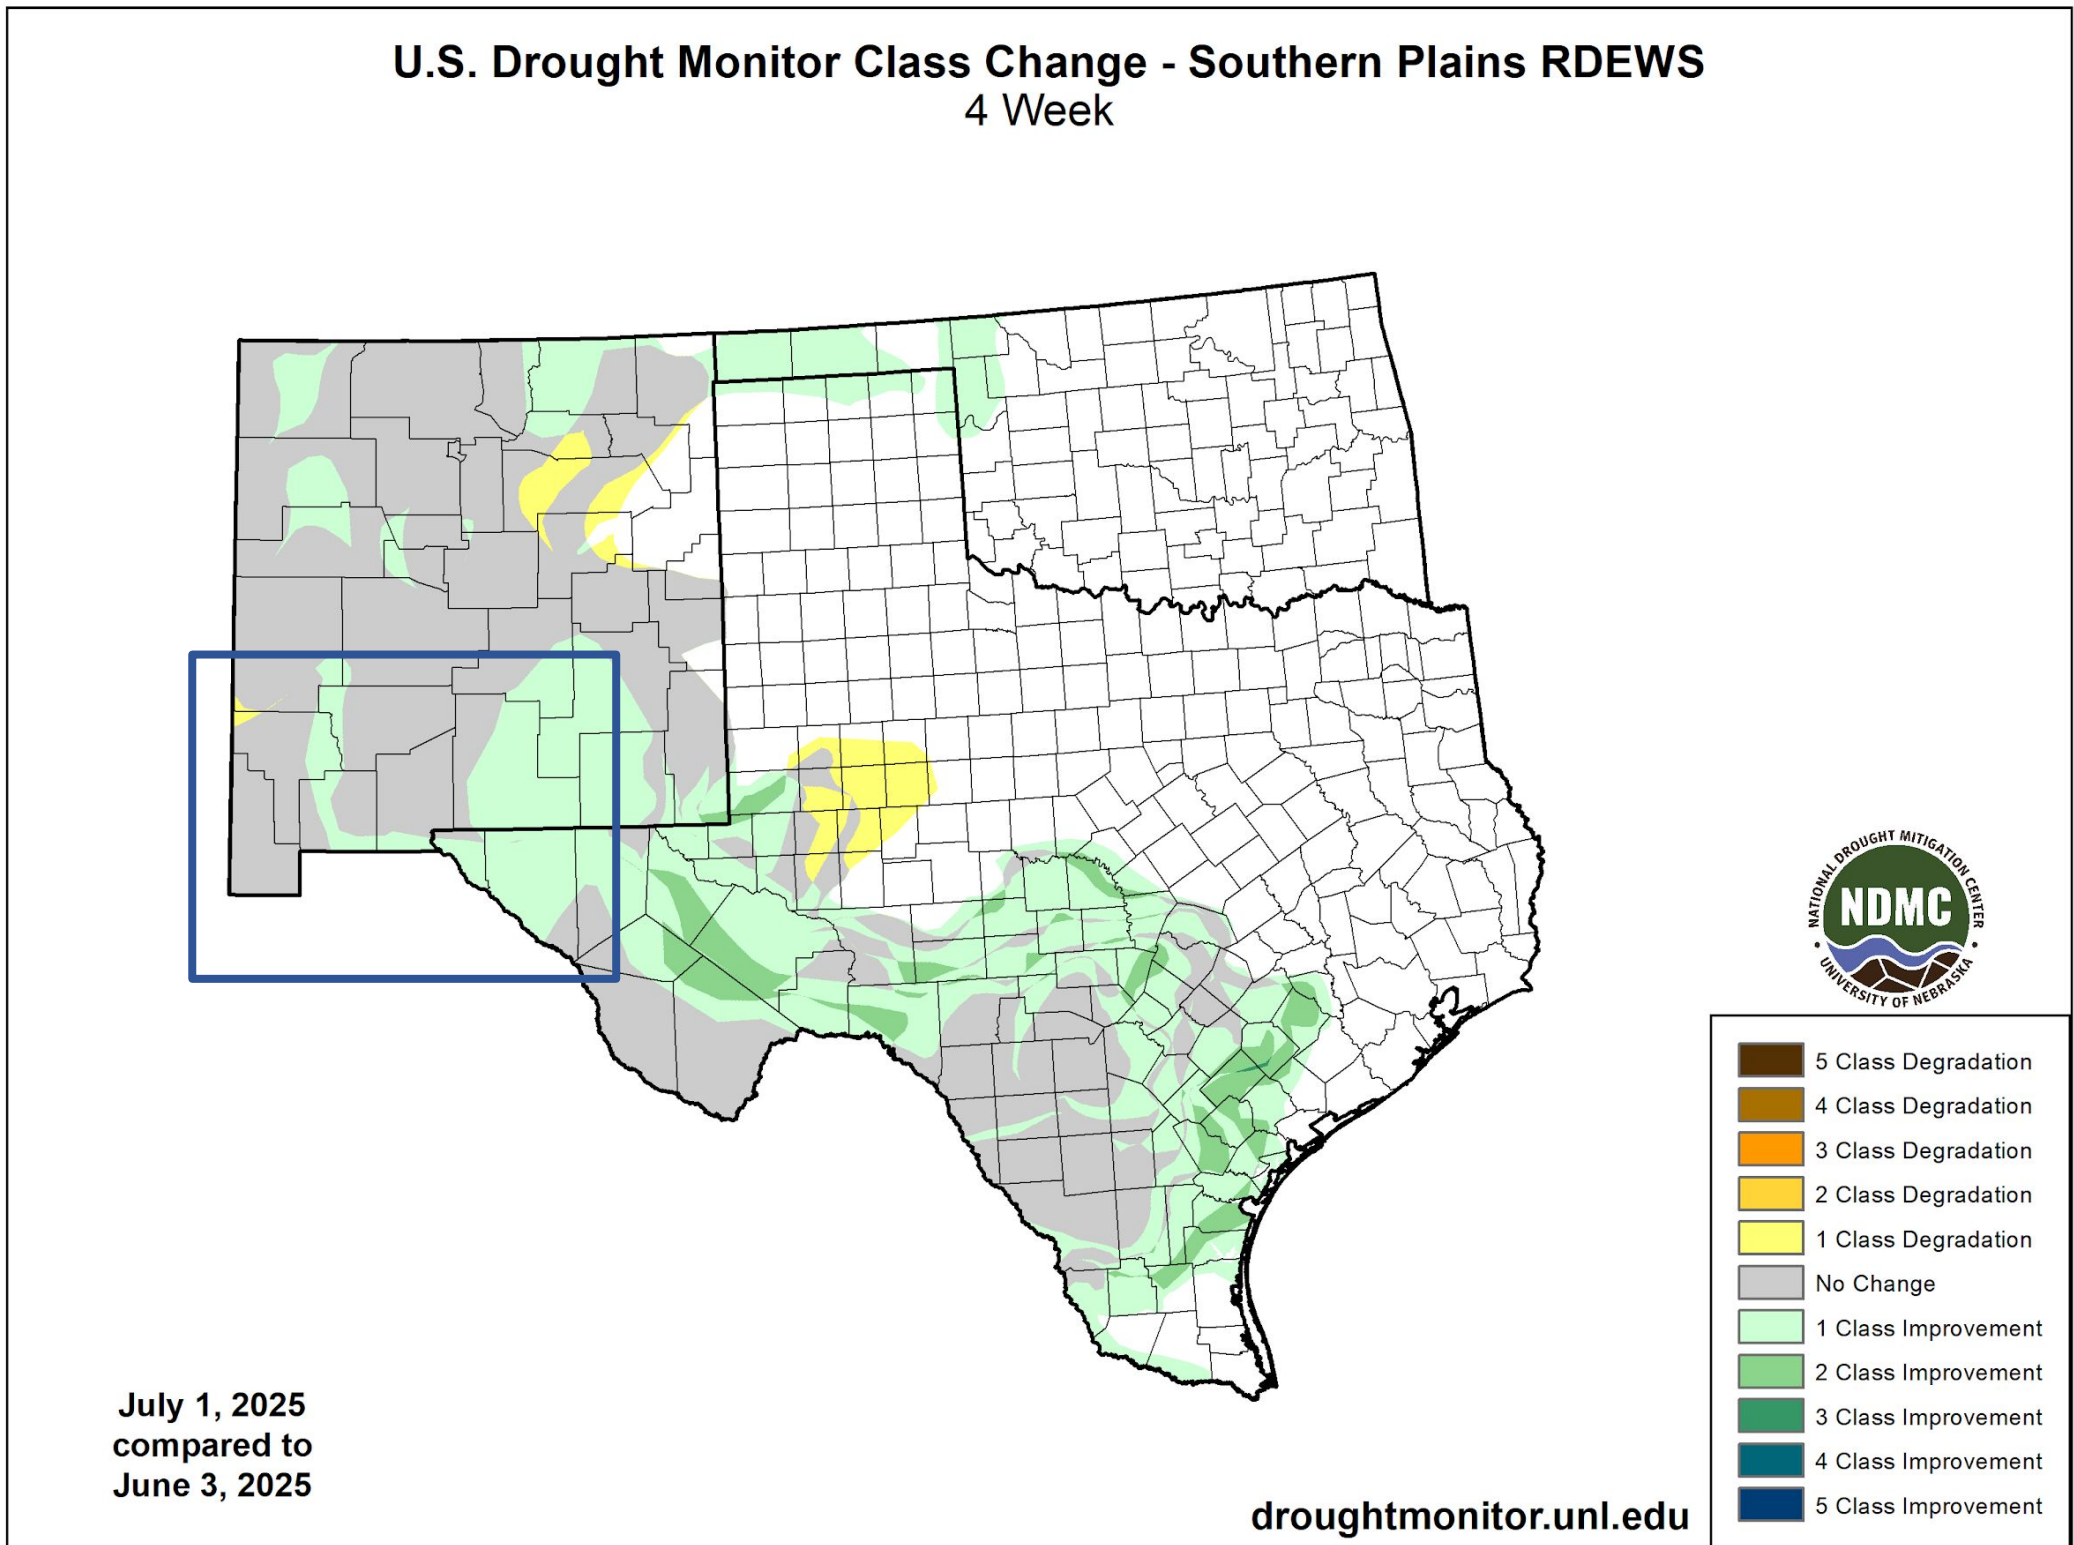 U.S. Drought Monitor Class Change - Southern Plains RDEWS
4 Week
NATIONAL DROUGHT MITIGATION CENTER
NDMC
UNIVERSITY OF NEBRASKA
5 Class Degradation
4 Class Degradation
3 Class Degradation
2 Class Degradation
1 Class Degradation
No Change
1 Class Improvement
2 Class Improvement
3 Class Improvement
4 Class Improvement
5 Class Improvement
July 1, 2025
compared to
June 3, 2025
droughtmonitor.unl.edu